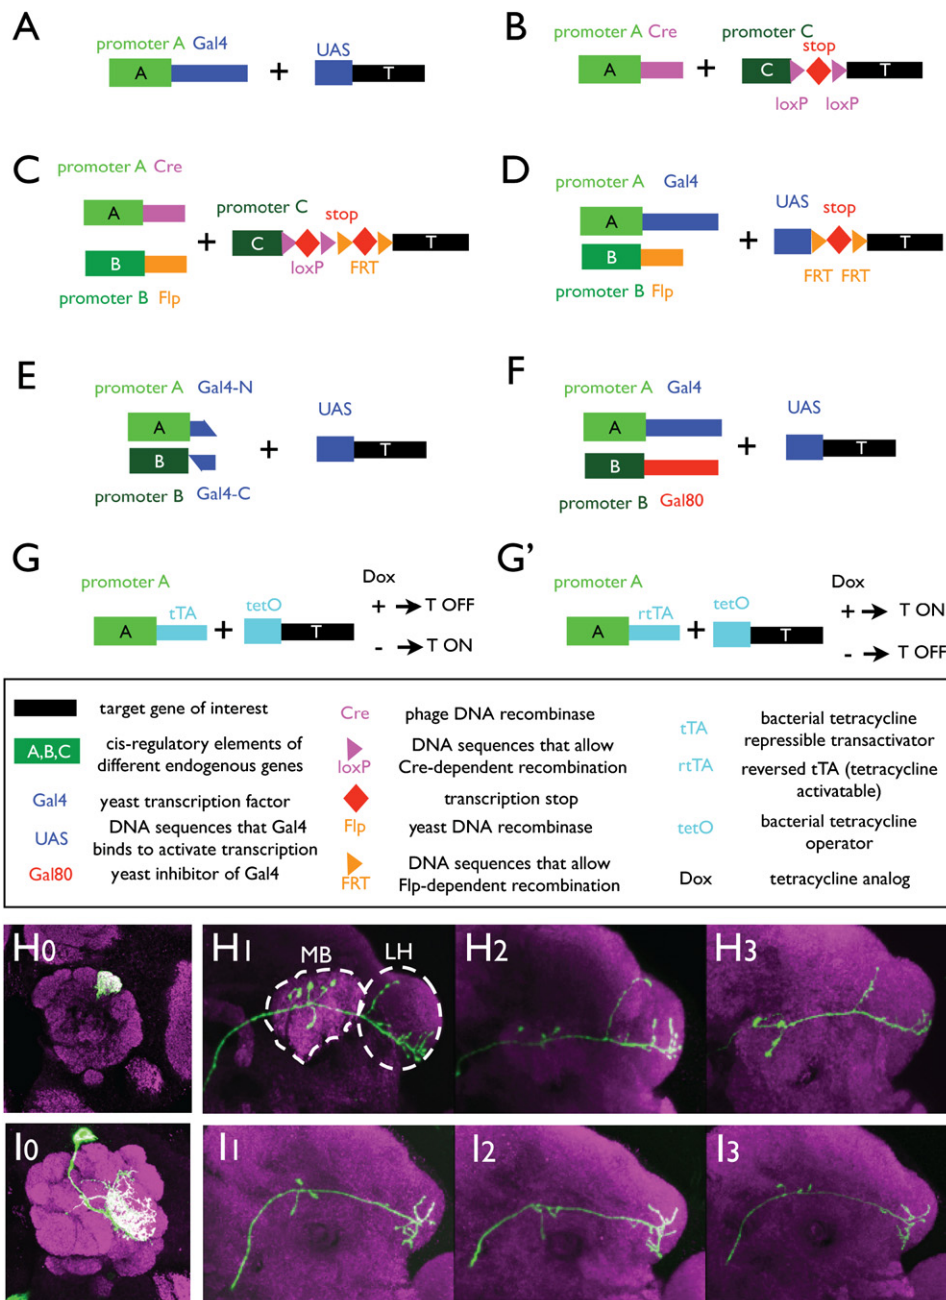 A
promoter A Gal4
UAS
A
+
T
B
promoter A Cre
promoter C
stop
A
+
C
T
loxP loxP
C
promoter A Cre
promoter C
stop
A
+
C
T
B
loxP
FRT
promoter B Flp
D
promoter A
Gal4
UAS
stop
A
+
T
B
FRT FRT
promoter B Flp
E
promoter A Gal4-N
UAS
A
+
T
B
promoter B Gal4-C
F
promoter A Gal4
UAS
A
+
T
B
promoter B Gal80
G
promoter A
tTA
tetO
Dox
A
+
T
+ → T OFF
- → T ON
G'
promoter A
rtTA
tetO
Dox
A
+
T
+ → T ON
- → T OFF
target gene of interest
A,B,C
cis-regulatory elements of
different endogenous genes
Gal4
yeast transcription factor
UAS
DNA sequences that Gal4
binds to activate transcription
Gal80
yeast inhibitor of Gal4
Cre
phage DNA recombinase
loxP
DNA sequences that allow
Cre-dependent recombination
transcription stop
Flp
yeast DNA recombinase
FRT
DNA sequences that allow
Flp-dependent recombination
tTA
bacterial tetracycline
repressible transactivator
rtTA
reversed tTA (tetracycline
activatable)
tetO
bacterial tetracycline
operator
Dox
tetracycline analog
H0
H1
MB
LH
H2
H3
I0
I1
I2
I3